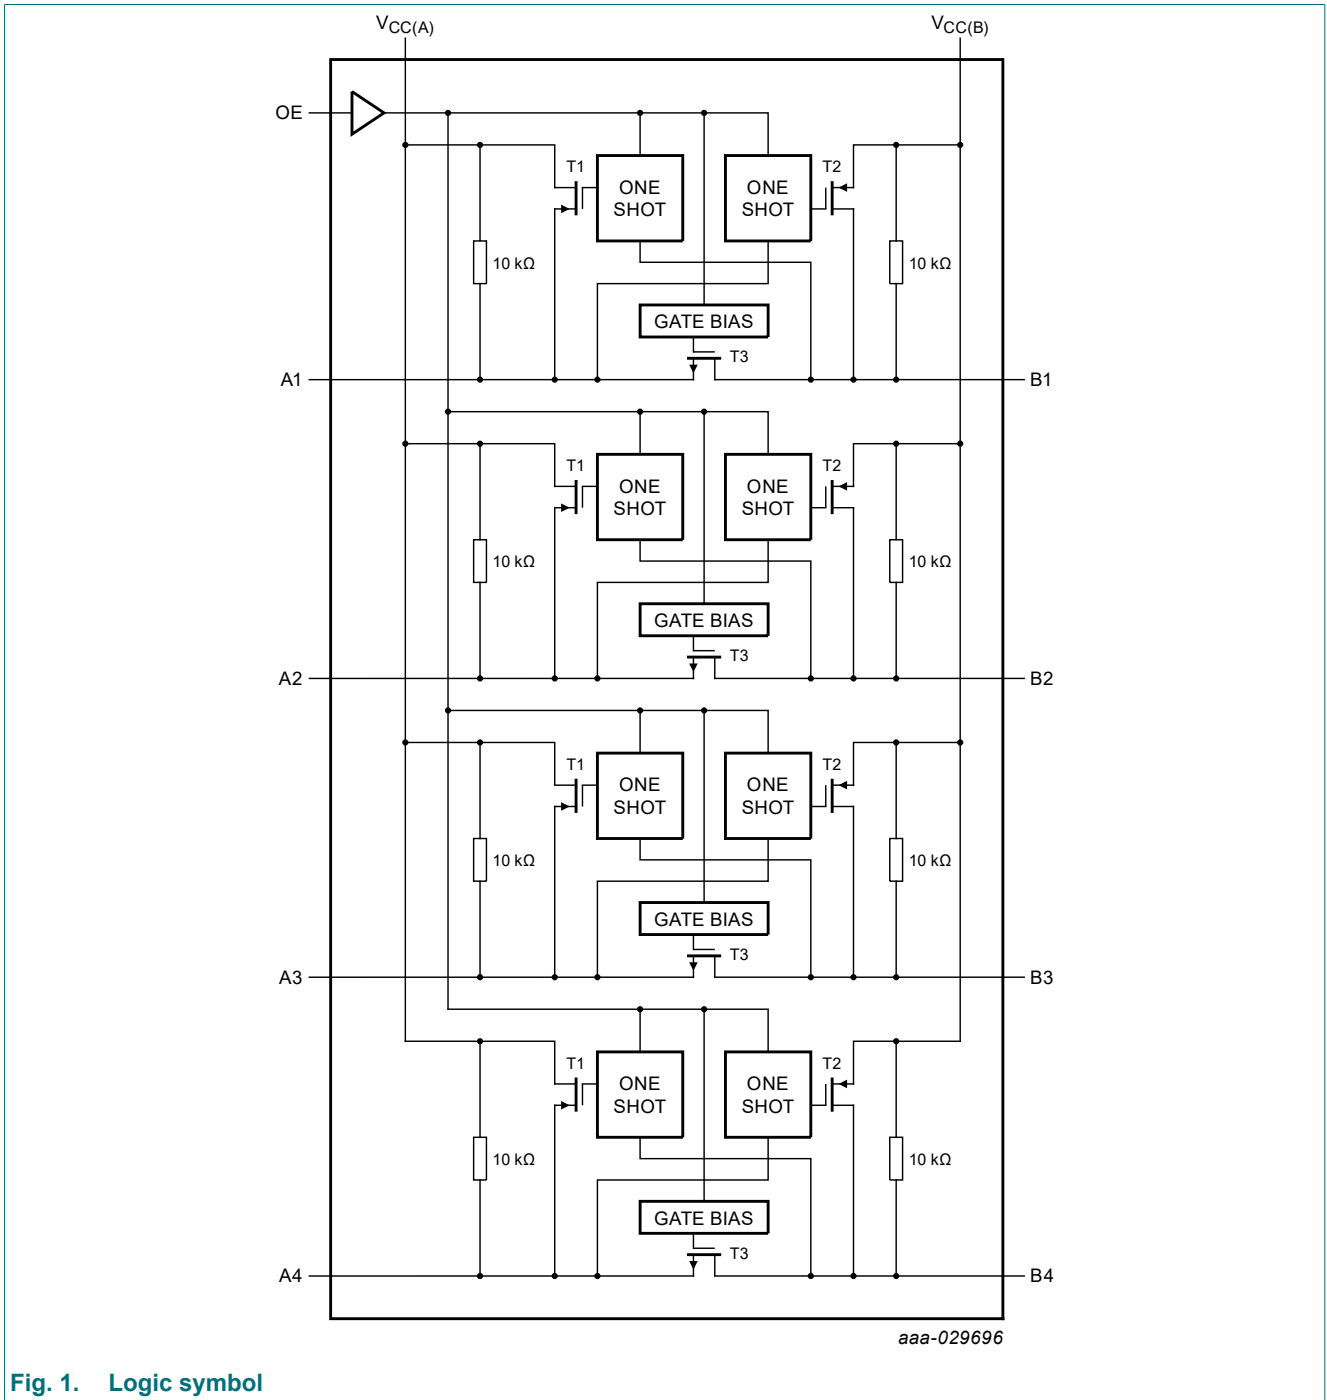 VCC(A) VCC(B)
OE
T1 ONE SHOT ONE SHOT T2
10 kΩ 10 kΩ
GATE BIAS
T3
A1 B1
T1 ONE SHOT ONE SHOT T2
10 kΩ 10 kΩ
GATE BIAS
T3
A2 B2
T1 ONE SHOT ONE SHOT T2
10 kΩ 10 kΩ
GATE BIAS
T3
A3 B3
T1 ONE SHOT ONE SHOT T2
10 kΩ 10 kΩ
GATE BIAS
T3
A4 B4
aaa-029696
Fig. 1. Logic symbol